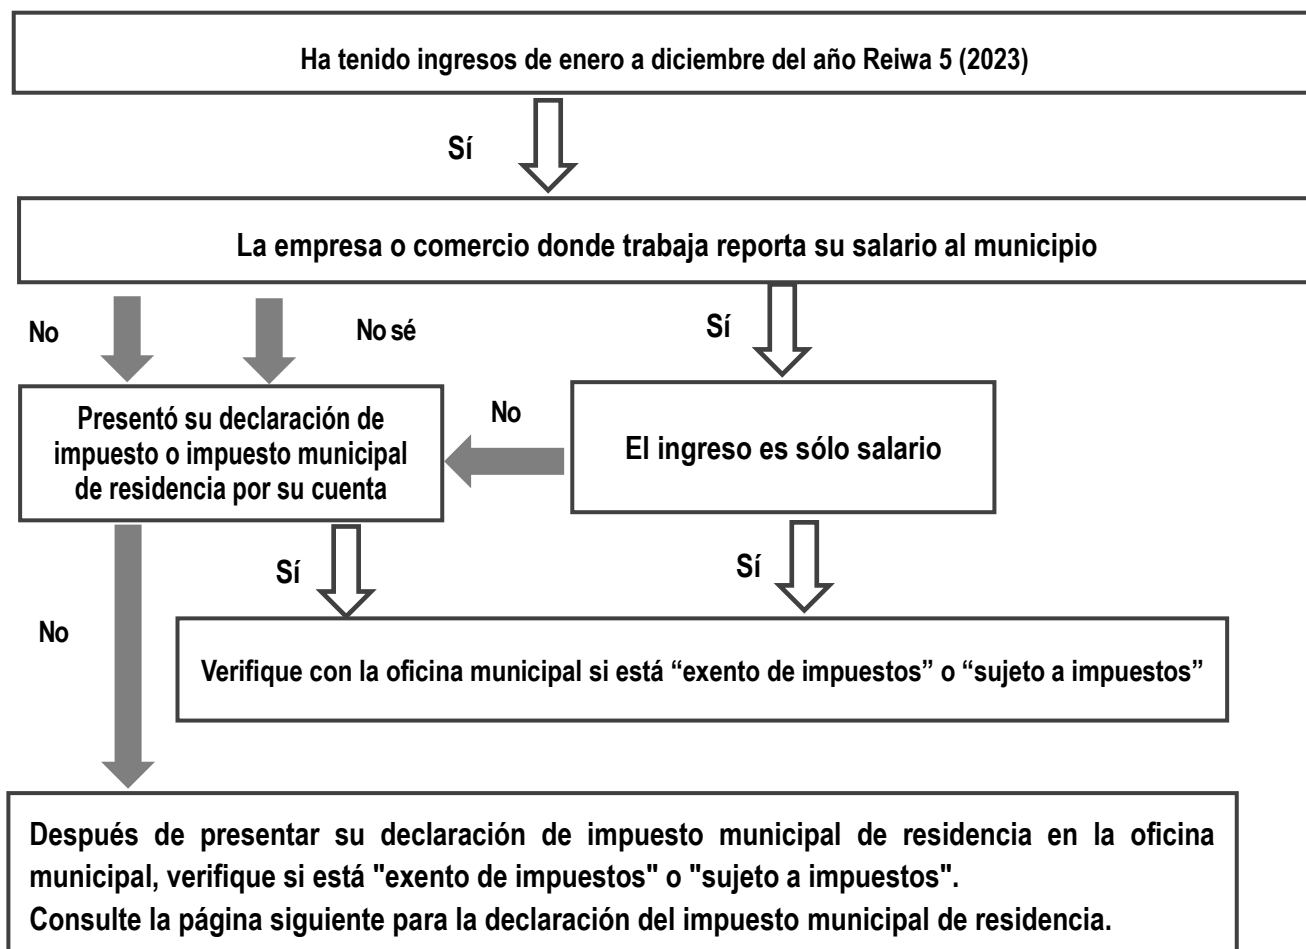 Ha tenido ingresos de enero a diciembre del año Reiwa 5 (2023)
Sí
La empresa o comercio donde trabaja reporta su salario al municipio
No
No sé
Sí
Presentó su declaración de
impuesto o impuesto municipal
de residencia por su cuenta
No
El ingreso es sólo salario
Sí
Sí
No
Verifique con la oficina municipal si está “exento de impuestos” o “sujeto a impuestos”
Después de presentar su declaración de impuesto municipal de residencia en la oficina
municipal, verifique si está "exento de impuestos" o "sujeto a impuestos".
Consulte la página siguiente para la declaración del impuesto municipal de residencia.